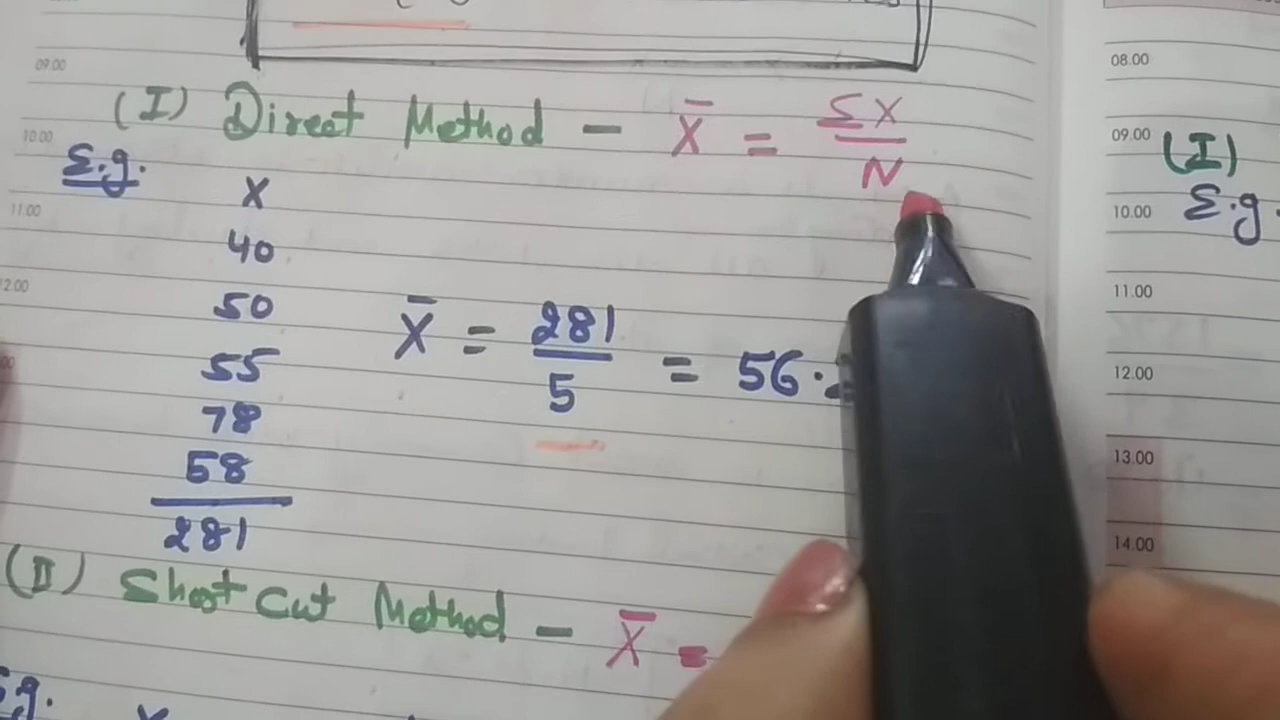 09.00
(I) Direct Method - X̄ = ΣX / N
10.00
E.g.
X
11.00
40
12.00
50
55
78
58
281
X̄ = 281 / 5 = 56.
(II) Short cut Method - X̄ =
E.g.
X
08.00
09.00
(I)
10.00
E.g.
11.00
12.00
13.00
14.00